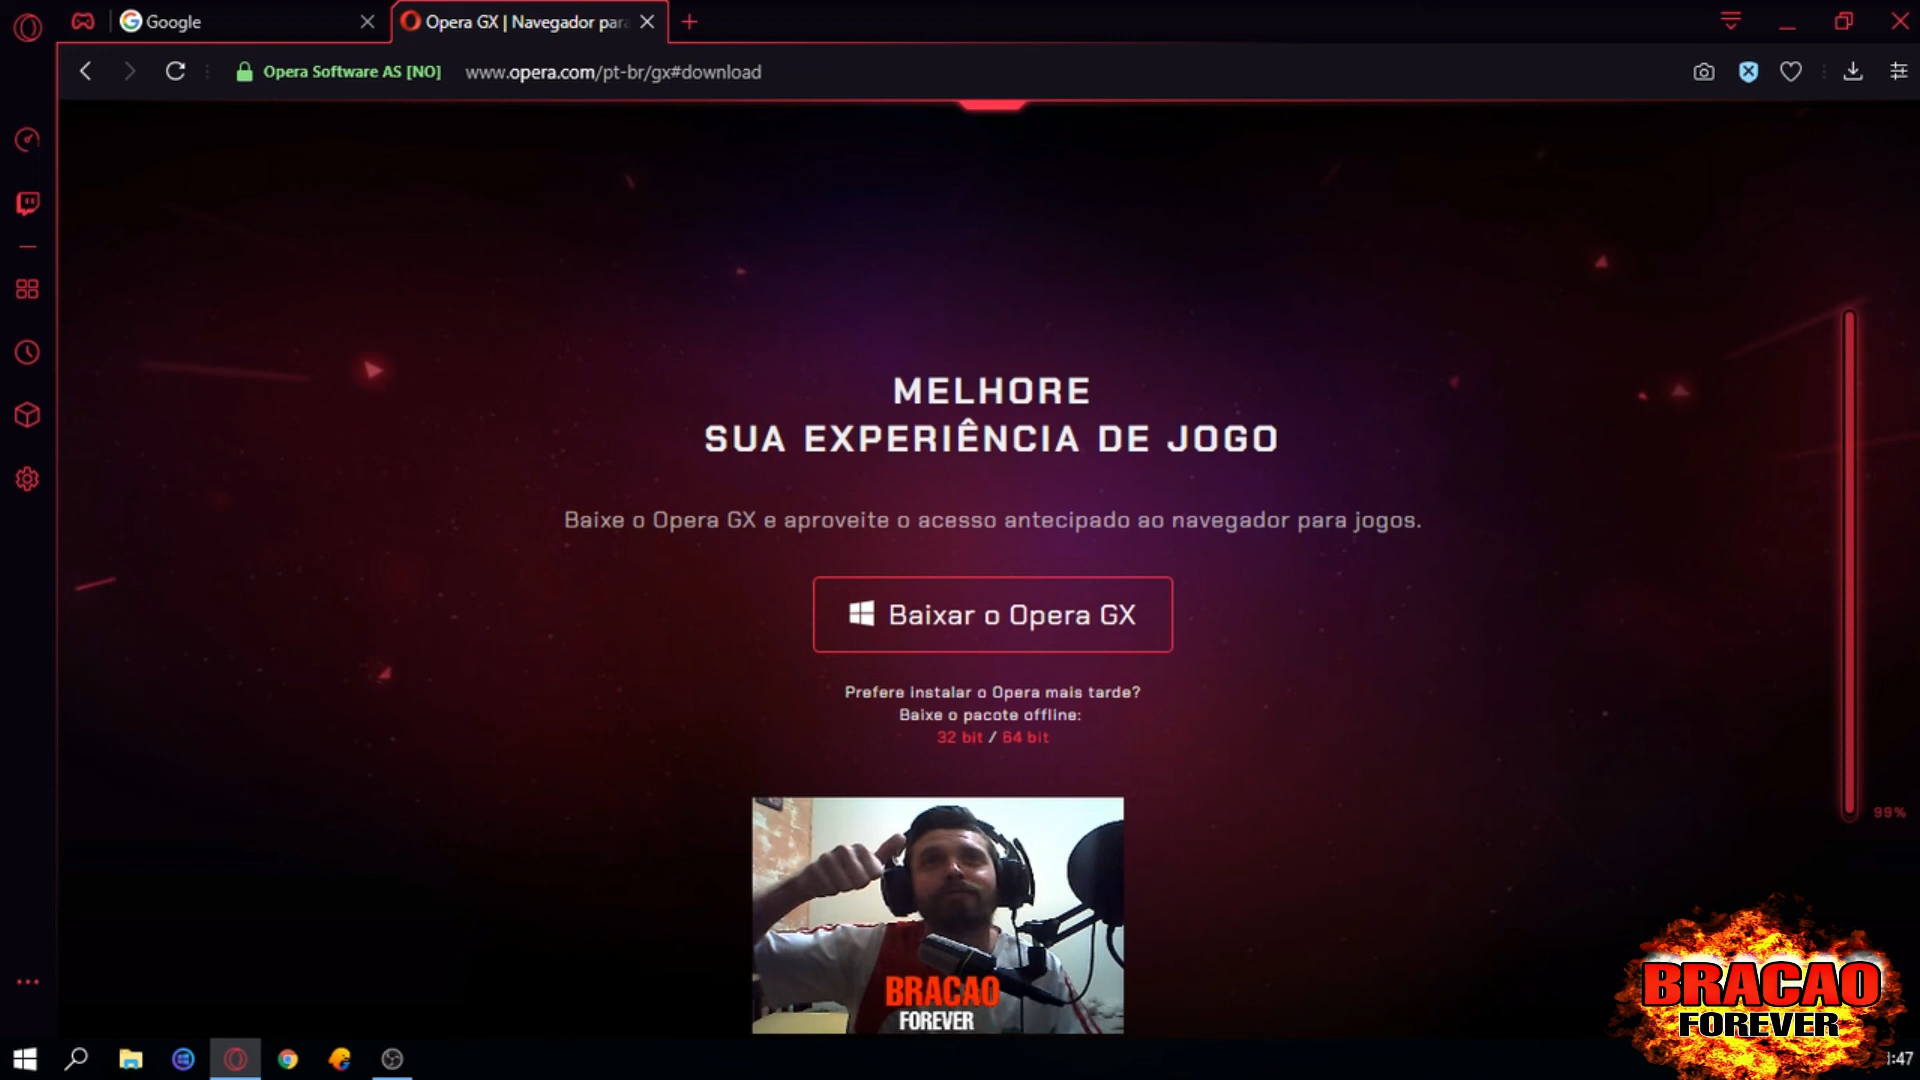 Google
Opera GX | Navegador para
Opera Software AS [NO]
www.opera.com/pt-br/gx#download
MELHORE
SUA EXPERIÊNCIA DE JOGO
Baixe o Opera GX e aproveite o acesso antecipado ao navegador para jogos.
Baixar o Opera GX
Prefere instalar o Opera mais tarde?
Baixe o pacote offline:
32 bit / 64 bit
99%
BRACAO
FOREVER
BRACAO
FOREVER
:47